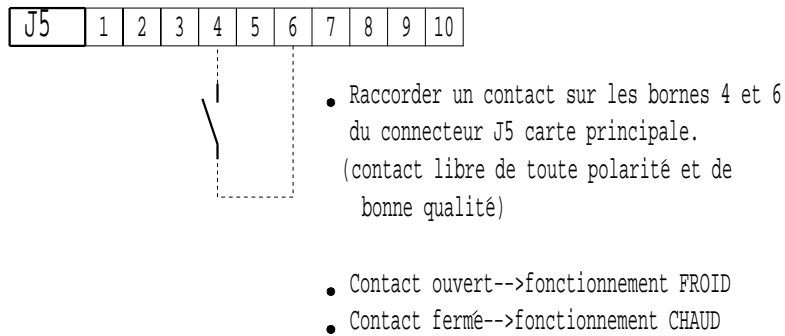 J5 1 2 3 4 5 6 7 8 9 10
Raccorder un contact sur les bornes 4 et 6
du connecteur J5 carte principale.
(contact libre de toute polarité et de
bonne qualité)
Contact ouvert-->fonctionnement FROID
Contact fermé-->fonctionnement CHAUD